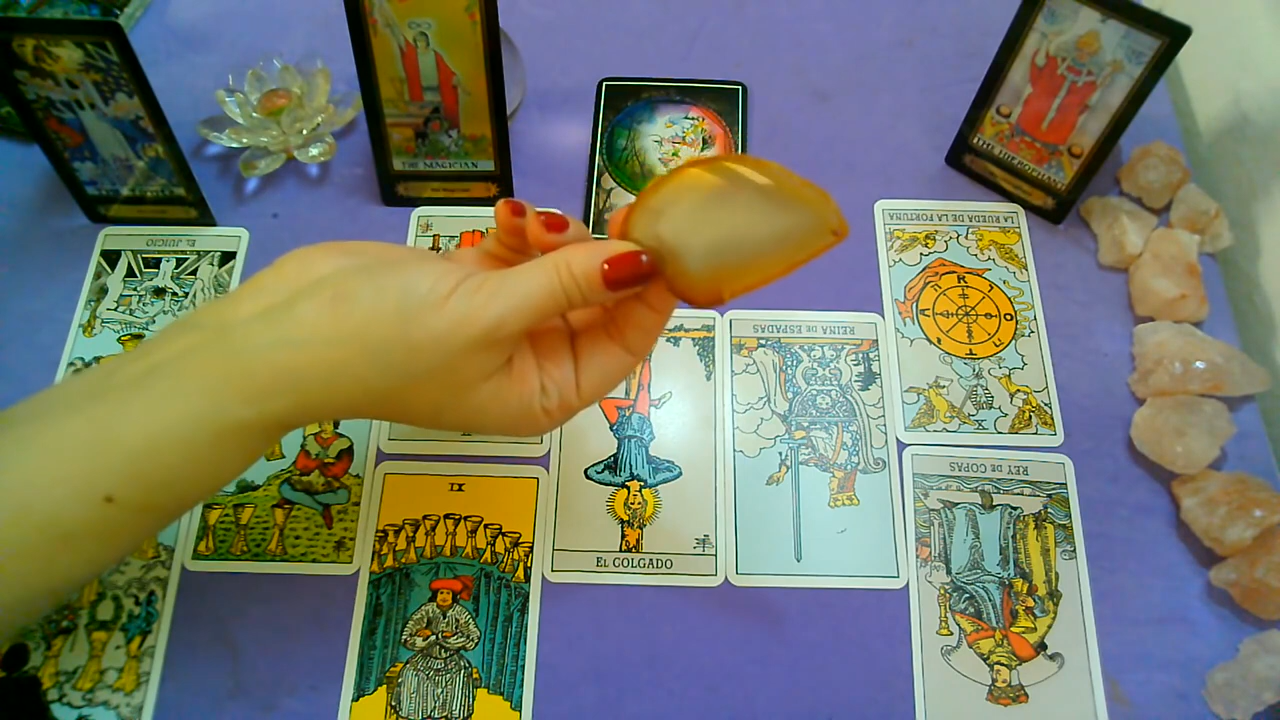 THE MAGICIAN
THE HIEROPHANT
EL JUICIO
LA RUEDA DE LA FORTUNA
REINA DE ESPADAS
R
O
T
A
X
IX
EL COLGADO
REY DE COPAS